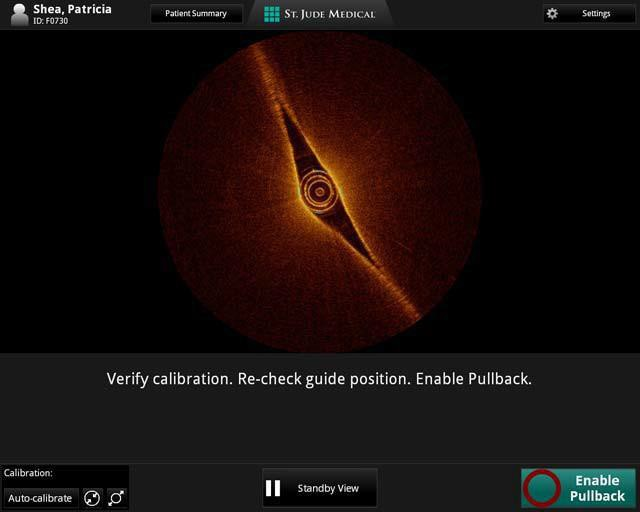 Shea, Patricia
ID: F0730
Patient Summary
ST. JUDE MEDICAL
Settings
Verify calibration. Re-check guide position. Enable Pullback.
Calibration:
Auto-calibrate
Standby View
Enable
Pullback